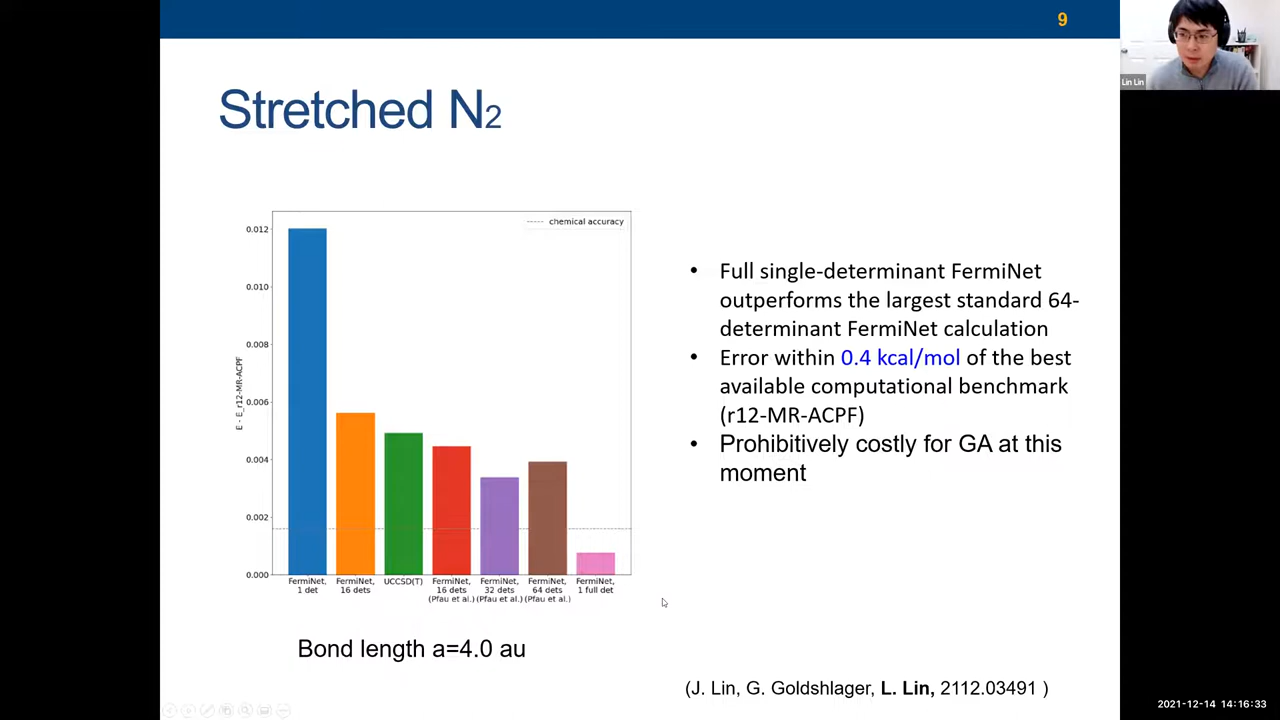 9
Lin Lin
Stretched N2
chemical accuracy
0.012
0.010
0.008
0.006
0.004
0.002
0.000
E - E_r12-MR-ACPF
FermiNet,
1 det
FermiNet,
16 dets
UCCSD(T)
FermiNet,
16 dets
(Pfau et al.)
FermiNet,
32 dets
(Pfau et al.)
FermiNet,
64 dets
(Pfau et al.)
FermiNet,
1 full det
Bond length a=4.0 au
• Full single-determinant FermiNet
outperforms the largest standard 64-
determinant FermiNet calculation
• Error within 0.4 kcal/mol of the best
available computational benchmark
(r12-MR-ACPF)
• Prohibitively costly for GA at this
moment
(J. Lin, G. Goldshlager, L. Lin, 2112.03491 )
2021-12-14 14:16:33